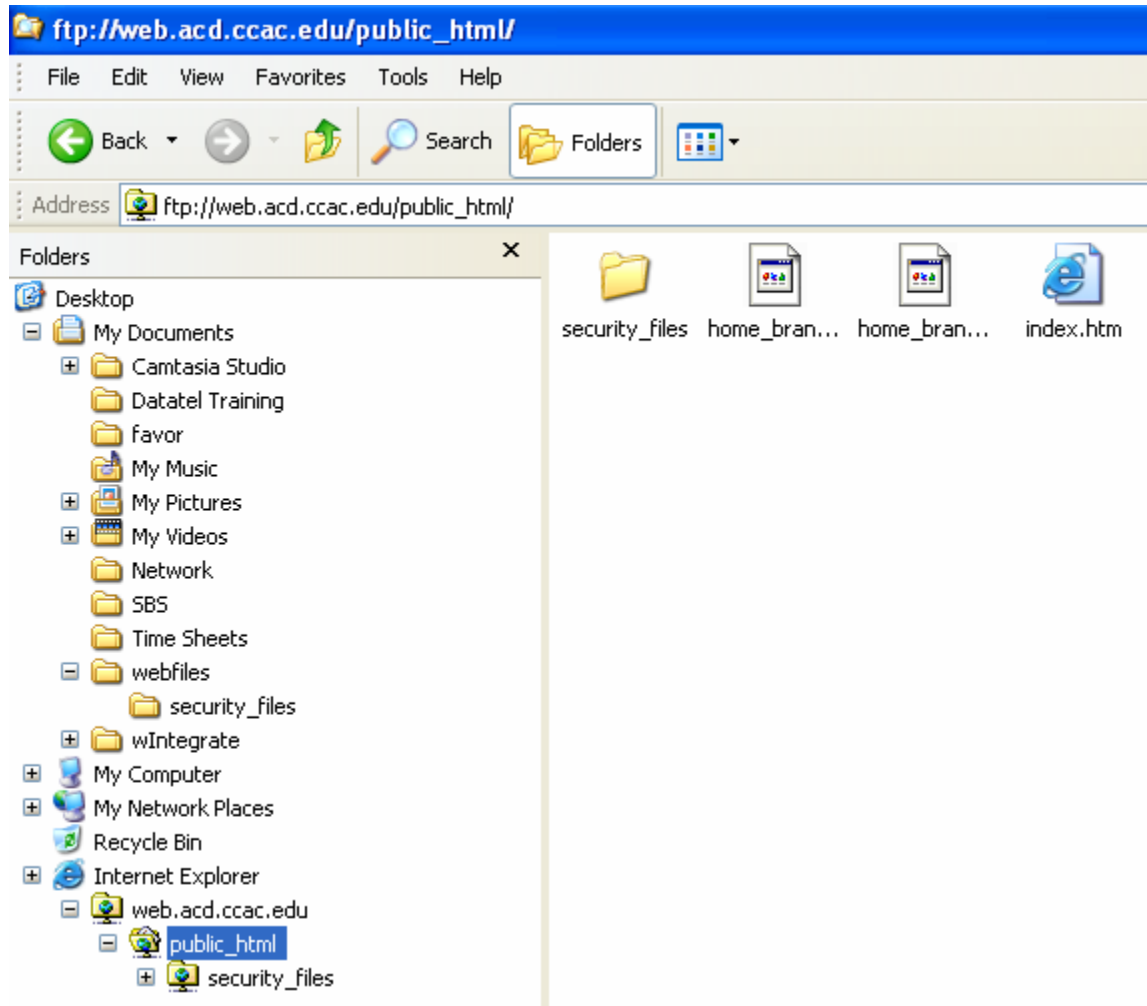 ftp://web.acd.ccac.edu/public_html/
File Edit View Favorites Tools Help
Back Search Folders
Address ftp://web.acd.ccac.edu/public_html/
Folders
Desktop
My Documents
Camtasia Studio
Datatel Training
favor
My Music
My Pictures
My Videos
Network
SBS
Time Sheets
webfiles
security_files
wIntegrate
My Computer
My Network Places
Recycle Bin
Internet Explorer
web.acd.ccac.edu
public_html
security_files
security_files home_bran... home_bran... index.htm